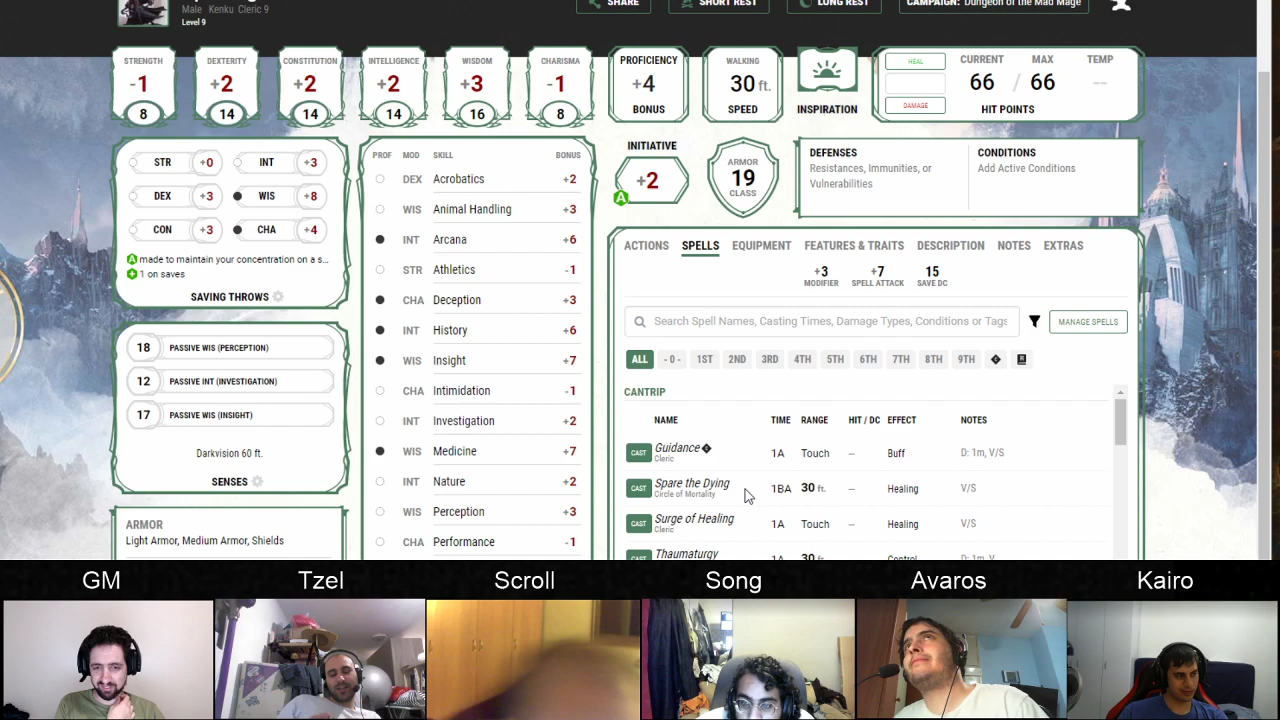 Male Kenku Cleric 9
Level 9
SHARE
SHORT REST
LONG REST
CAMPAIGN: Dungeon of the Mad Mage
STRENGTH
-1
8
DEXTERITY
+2
14
CONSTITUTION
+2
14
INTELLIGENCE
+2
14
WISDOM
+3
16
CHARISMA
-1
8
PROFICIENCY
+4
BONUS
WALKING
30 ft.
SPEED
INSPIRATION
HEAL
DAMAGE
CURRENT MAX TEMP
66 / 66 --
HIT POINTS
STR +0 INT +3
DEX +3 WIS +8
CON +3 CHA +4
A made to maintain your concentration on a s...
+ 1 on saves
SAVING THROWS
18 PASSIVE WIS (PERCEPTION)
12 PASSIVE INT (INVESTIGATION)
17 PASSIVE WIS (INSIGHT)
Darkvision 60 ft.
SENSES
ARMOR
Light Armor, Medium Armor, Shields
PROF MOD SKILL BONUS
DEX Acrobatics +2
WIS Animal Handling +3
INT Arcana +6
STR Athletics -1
CHA Deception +3
INT History +6
WIS Insight +7
CHA Intimidation -1
INT Investigation +2
WIS Medicine +7
INT Nature +2
WIS Perception +3
CHA Performance -1
INITIATIVE
+2
A
ARMOR
19
CLASS
DEFENSES
Resistances, Immunities, or
Vulnerabilities
CONDITIONS
Add Active Conditions
ACTIONS SPELLS EQUIPMENT FEATURES & TRAITS DESCRIPTION NOTES EXTRAS
+3 +7 15
MODIFIER SPELL ATTACK SAVE DC
Search Spell Names, Casting Times, Damage Types, Conditions or Tags
MANAGE SPELLS
ALL - 0 - 1ST 2ND 3RD 4TH 5TH 6TH 7TH 8TH 9TH
CANTRIP
NAME TIME RANGE HIT / DC EFFECT NOTES
CAST Guidance 1A Touch -- Buff D: 1m, V/S
Cleric
CAST Spare the Dying 1BA 30 ft. -- Healing V/S
Circle of Mortality
CAST Surge of Healing 1A Touch -- Healing V/S
Cleric
Thaumaturgy 1A 30 ft. Control D: 1m, V
GM Tzel Scroll Song Avaros Kairo